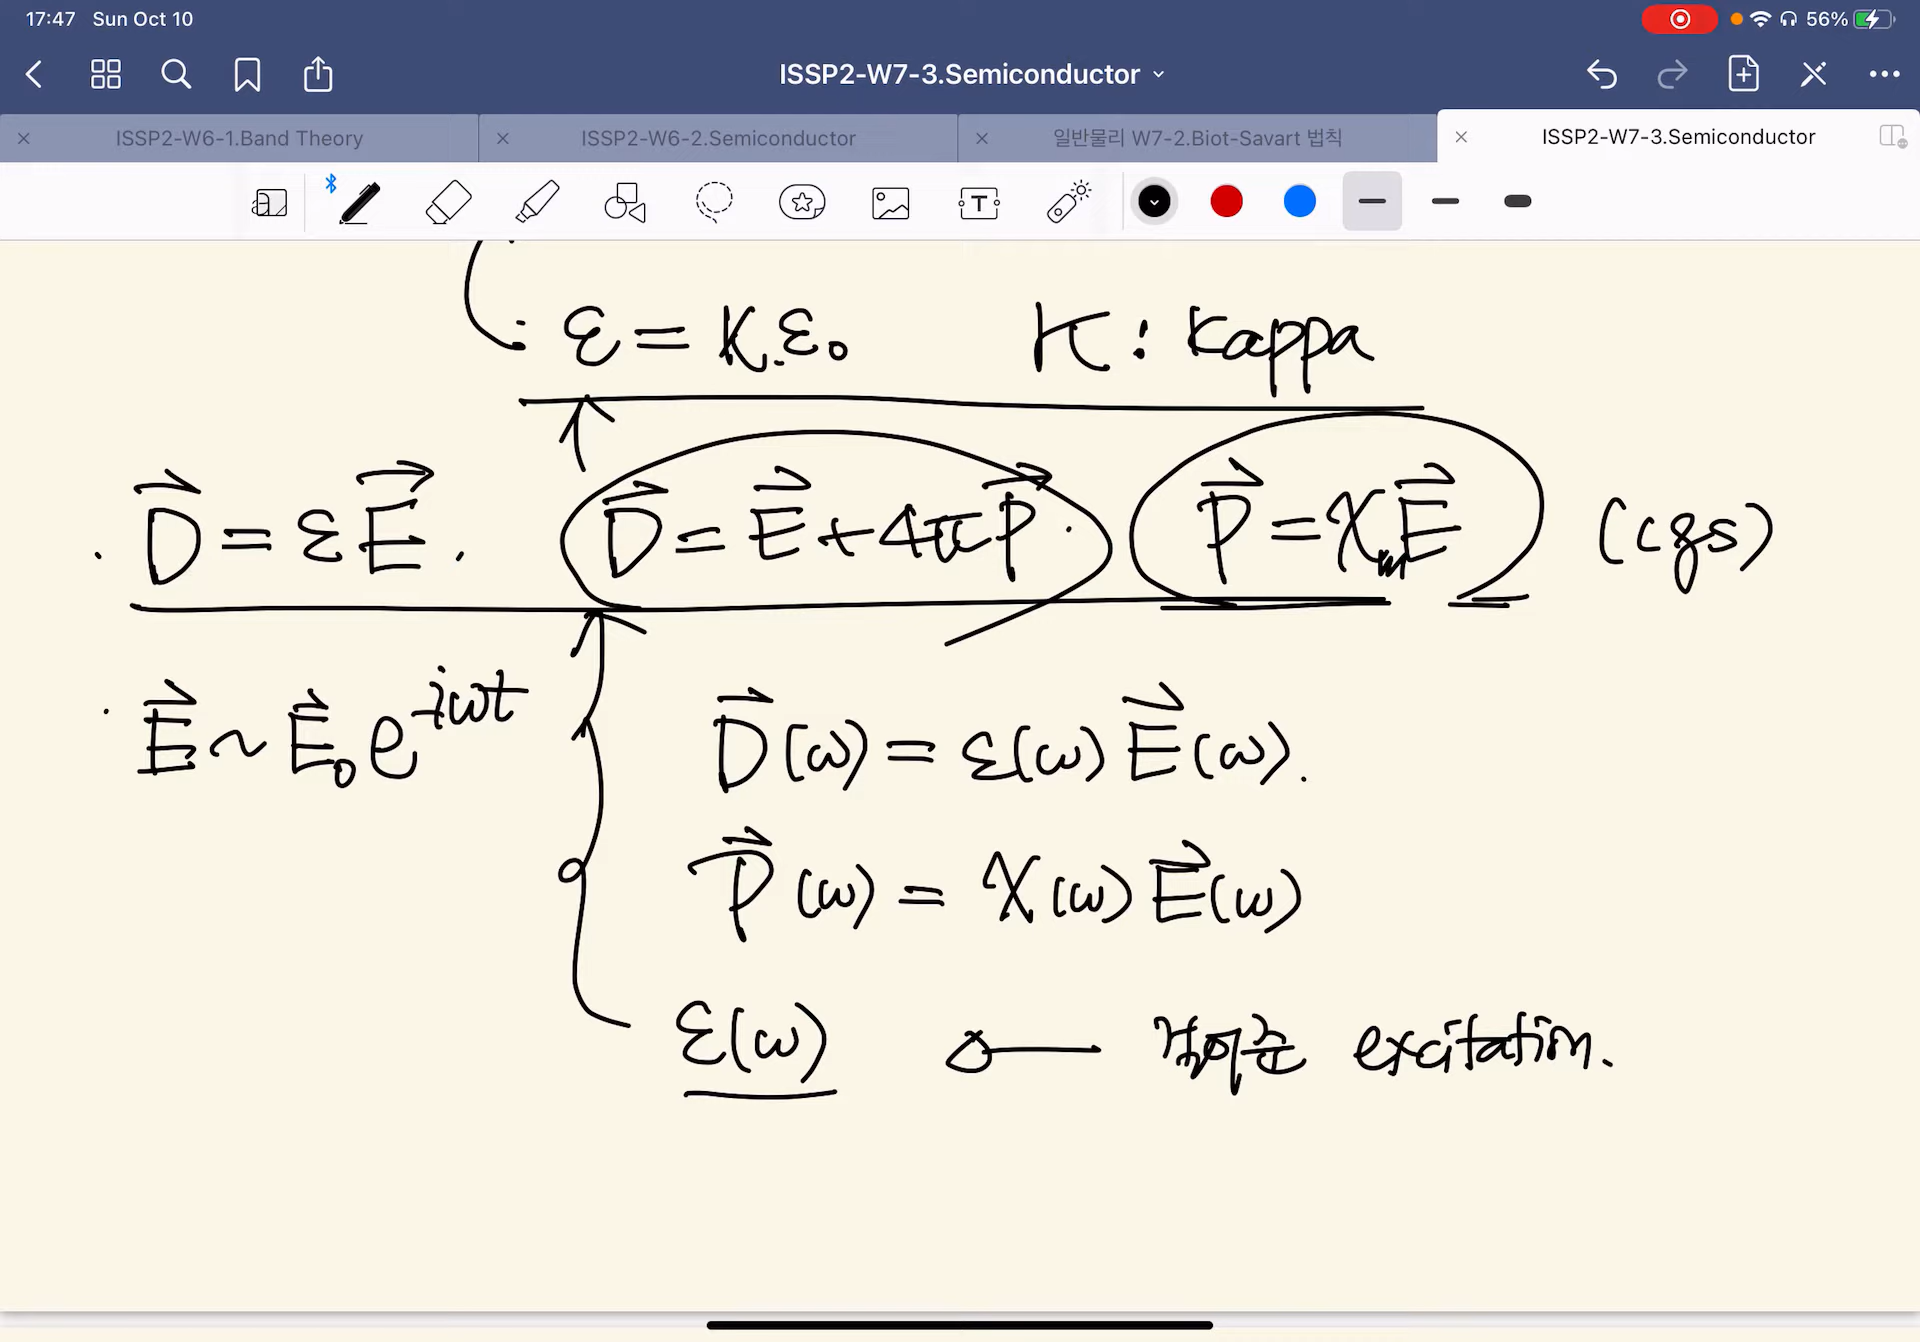 17:47 Sun Oct 10 56%
ISSP2-W7-3.Semiconductor
ISSP2-W6-1.Band Theory ISSP2-W6-2.Semiconductor 일반물리 W7-2.Biot-Savart 법칙 ISSP2-W7-3.Semiconductor
T
ε = κ ε₀ κ : kappa
· D⃗ = εE⃗ . D⃗ = E⃗ + 4πP⃗ . P⃗ = χE⃗ (cgs)
· E⃗ ~ E⃗₀ e^{-iωt}
D⃗(ω) = ε(ω) E⃗(ω).
P⃗(ω) = χ(ω) E⃗(ω)
ε(ω) excitation.